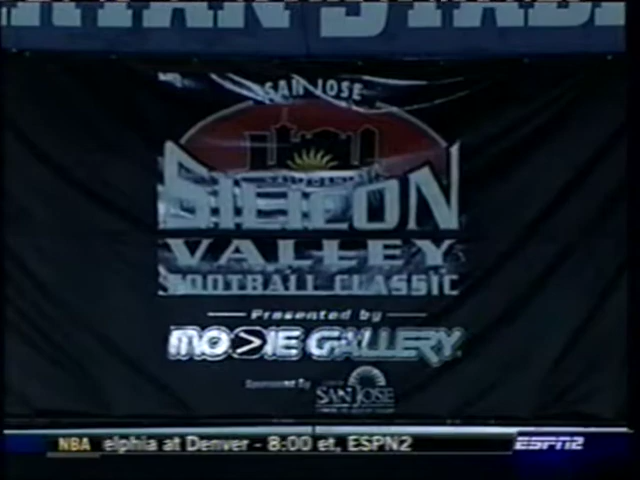 SAN JOSE
SILICON
VALLEY
FOOTBALL CLASSIC
Presented by
MOVIE GALLERY
Sponsored By
SAN JOSE
NBA elphia at Denver - 8:00 et, ESPN2
ESPN2